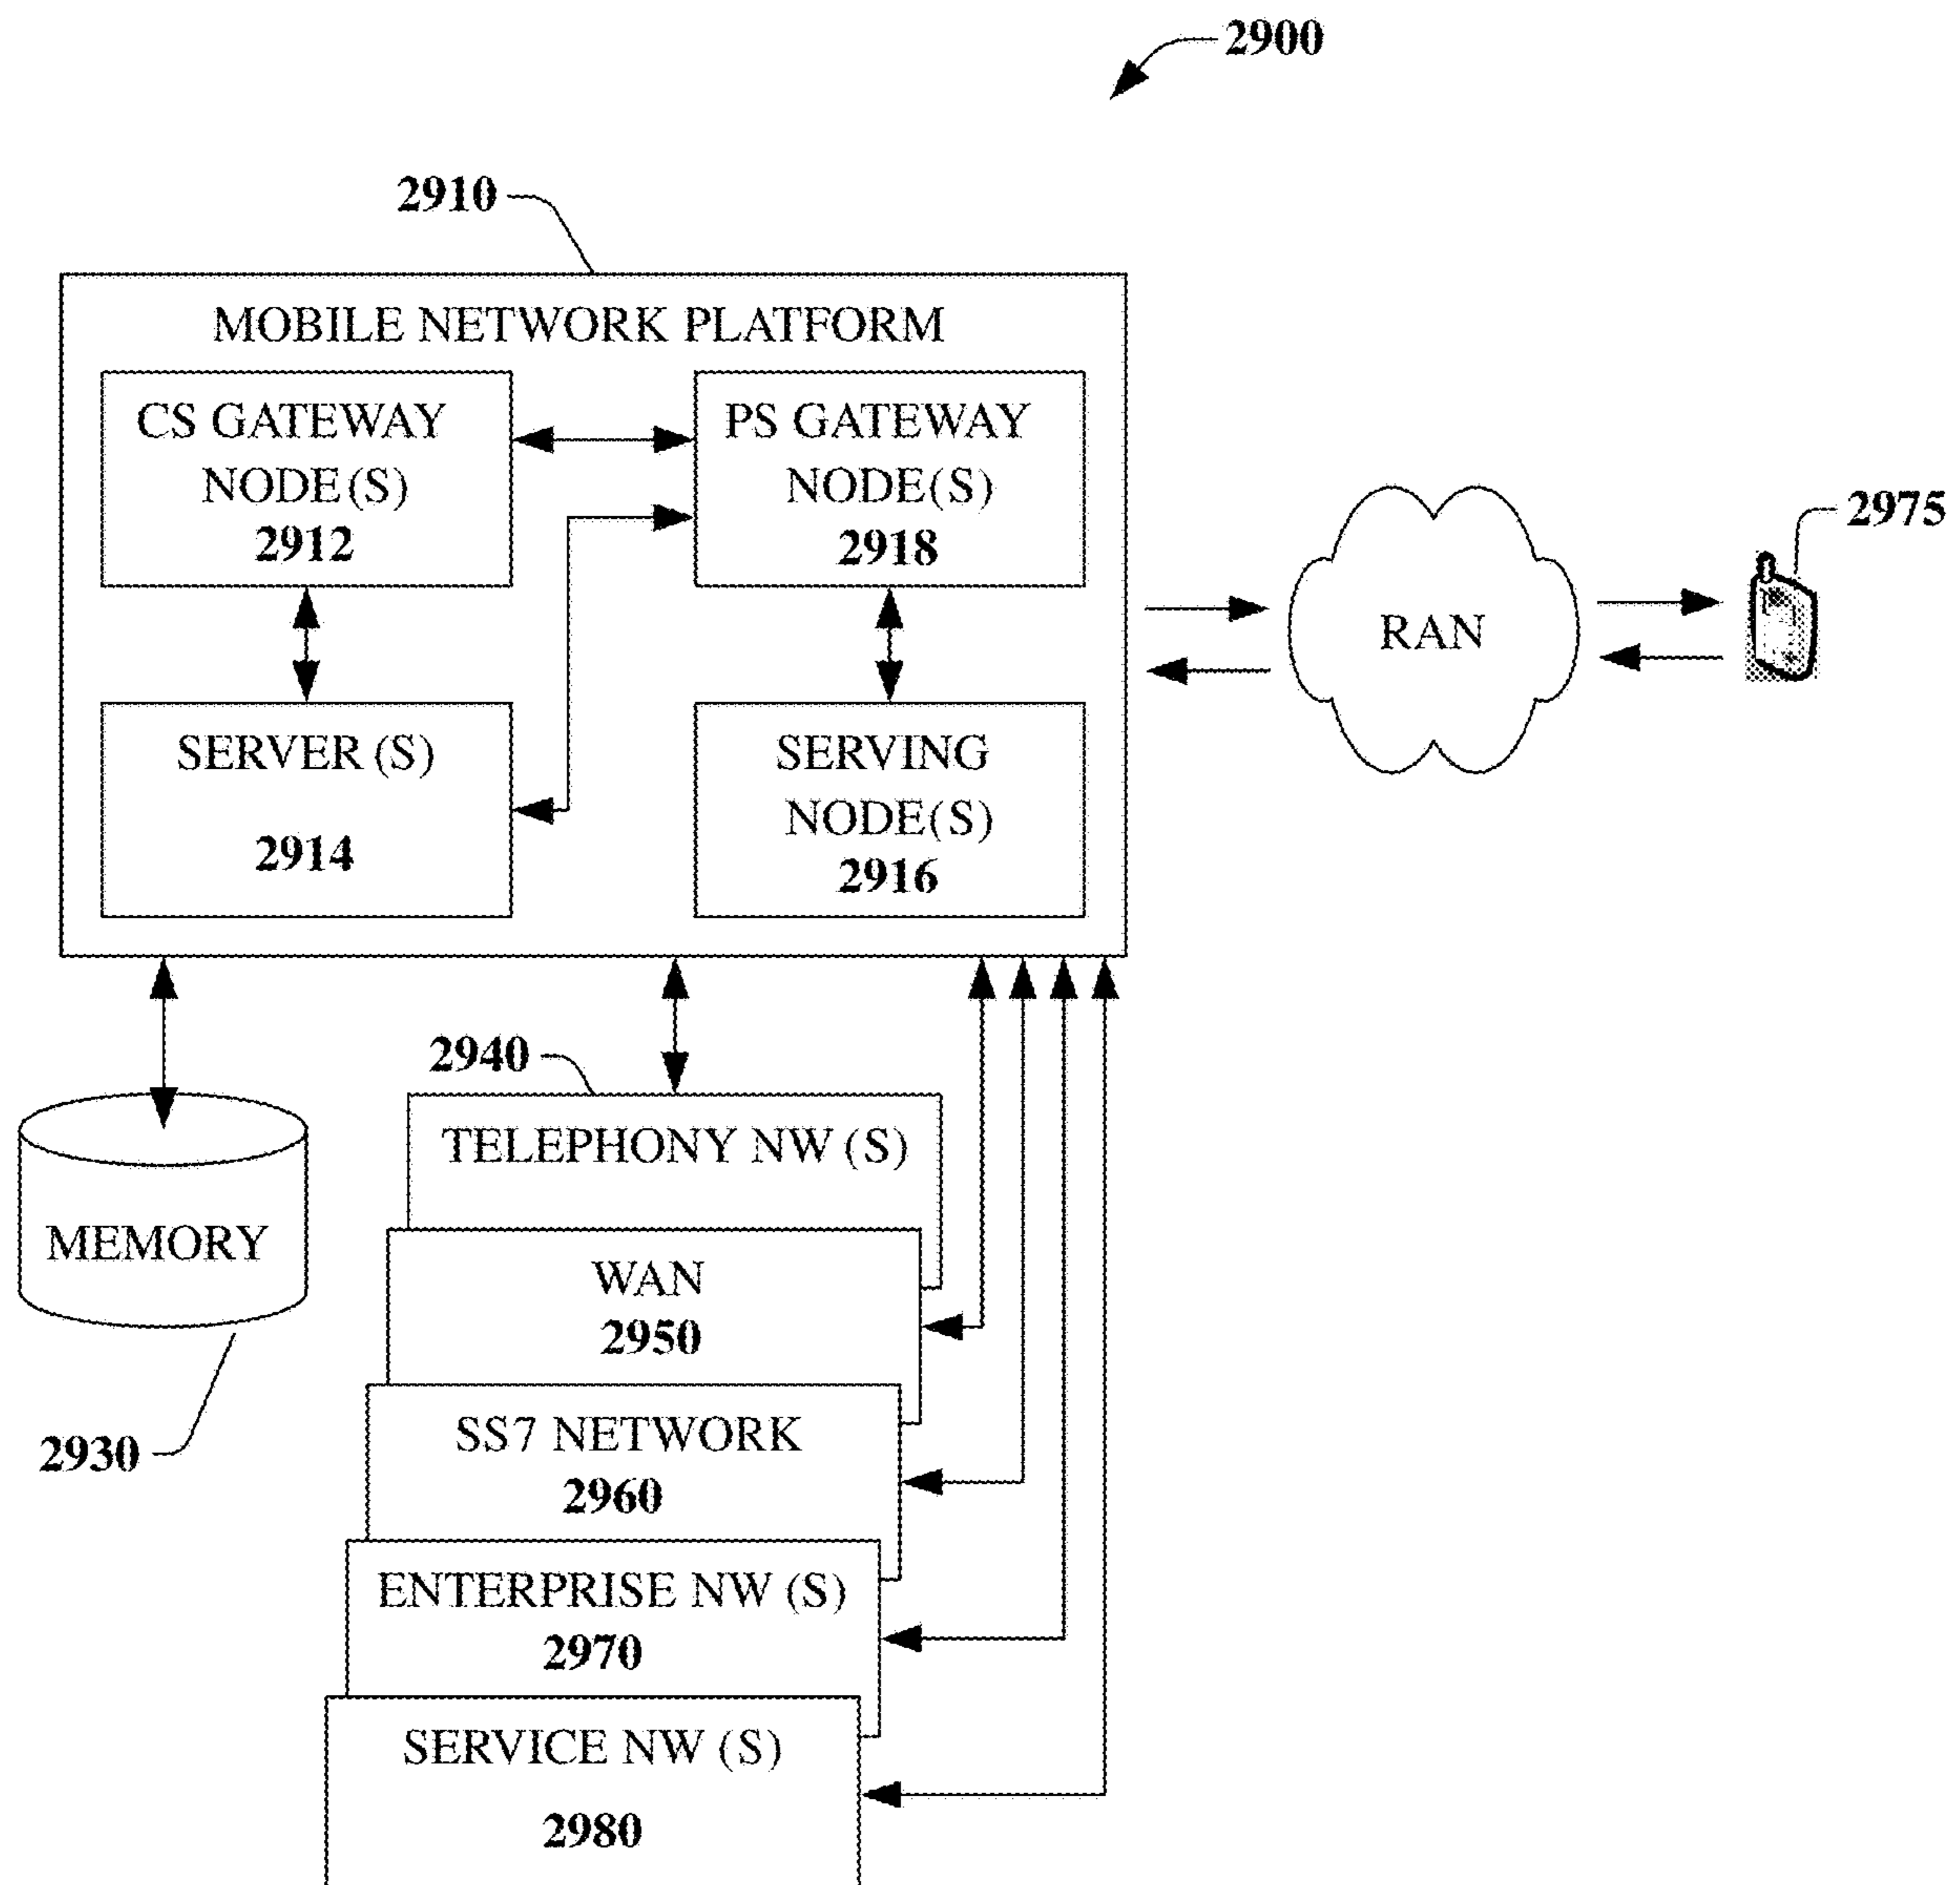 2900
2910
MOBILE NETWORK PLATFORM
CS GATEWAY
NODE(S)
2912
PS GATEWAY
NODE(S)
2918
SERVER (S)
2914
SERVING
NODE(S)
2916
RAN
2975
2940
TELEPHONY NW (S)
MEMORY
2930
WAN
2950
SS7 NETWORK
2960
ENTERPRISE NW (S)
2970
SERVICE NW (S)
2980